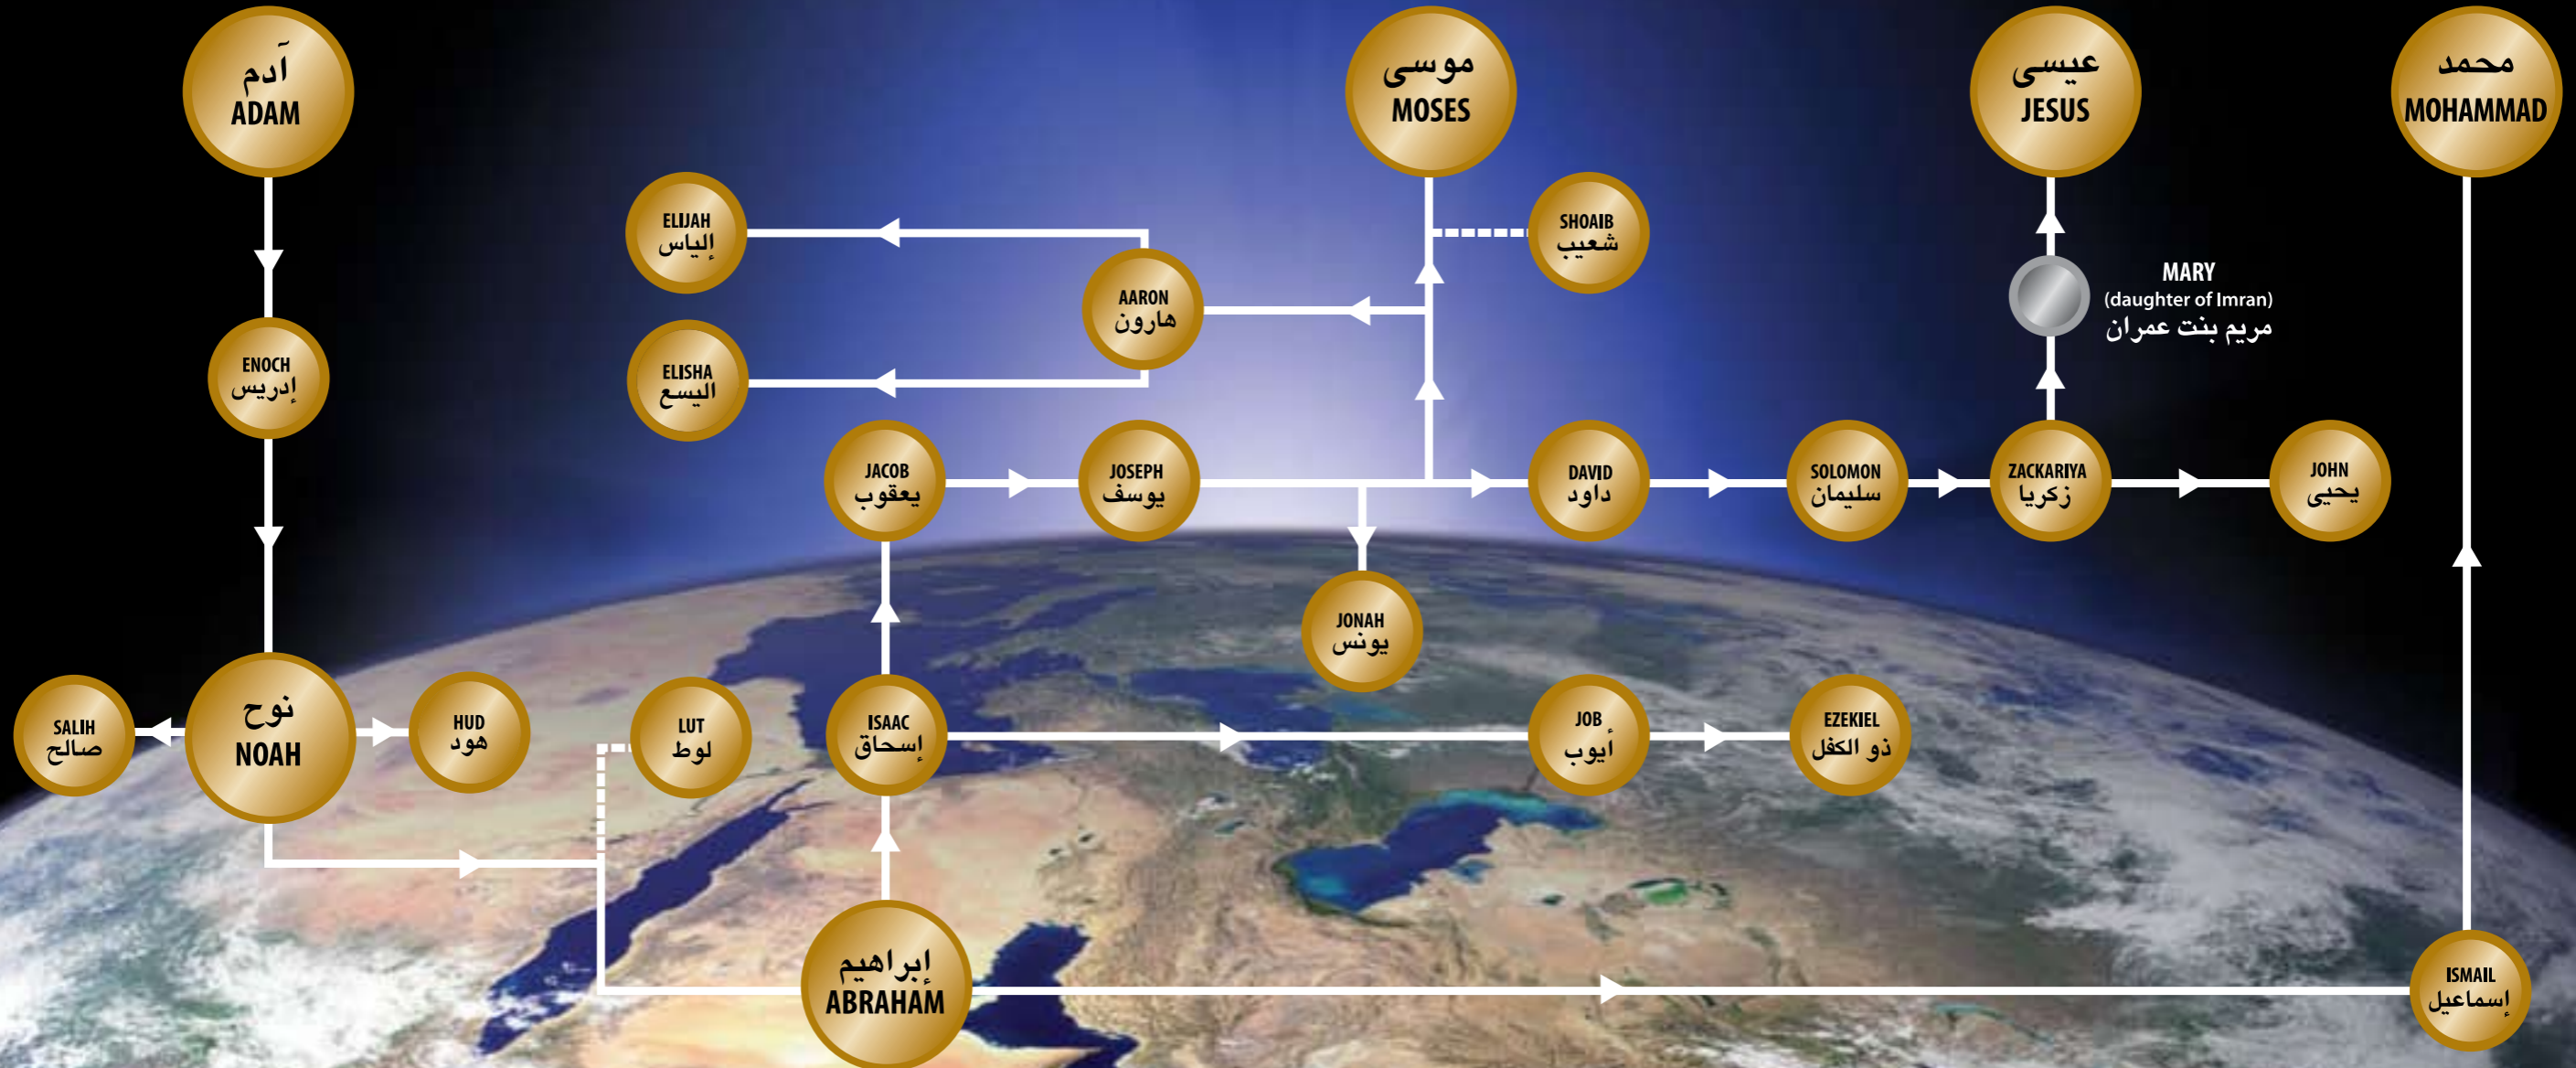 آدم
ADAM
موسى
MOSES
عيسى
JESUS
محمد
MOHAMMAD
ELIJAH
إلياس
SHOAIB
شعيب
AARON
هارون
MARY
(daughter of Imran)
مريم بنت عمران
ENOCH
إدريس
ELISHA
اليسع
JACOB
يعقوب
JOSEPH
يوسف
DAVID
داود
SOLOMON
سليمان
ZACKARIYA
زكريا
JOHN
يحيى
JONAH
يونس
SALIH
صالح
نوح
NOAH
HUD
هود
LUT
لوط
ISAAC
إسحاق
JOB
أيوب
EZEKIEL
ذو الكفل
إبراهيم
ABRAHAM
ISMAIL
إسماعيل